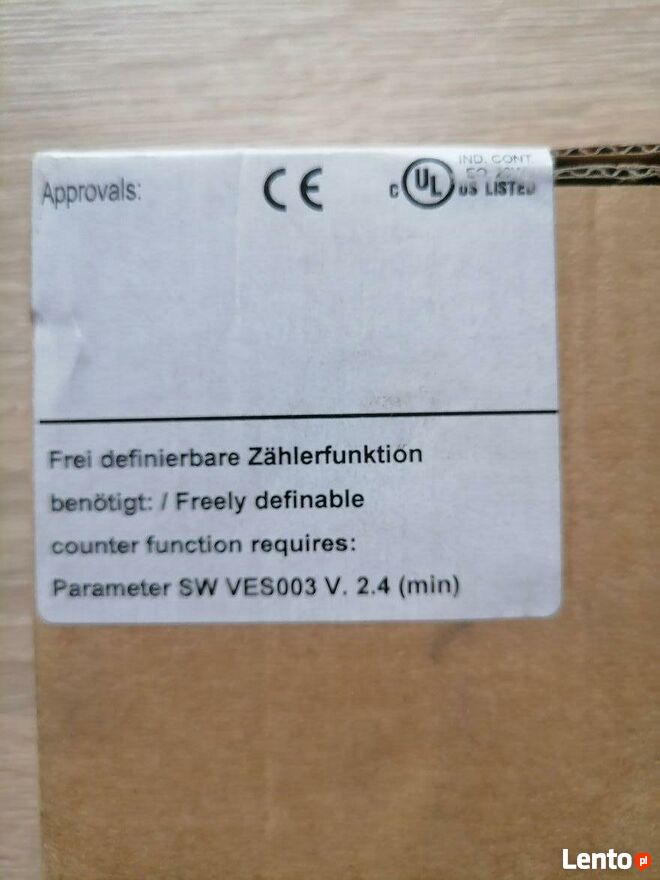 Approvals:
CE
C UL US LISTED
IND. CONT.
Frei definierbare Zählerfunktion
benötigt: / Freely definable
counter function requires:
Parameter SW VES003 V. 2.4 (min)
Lento.pl